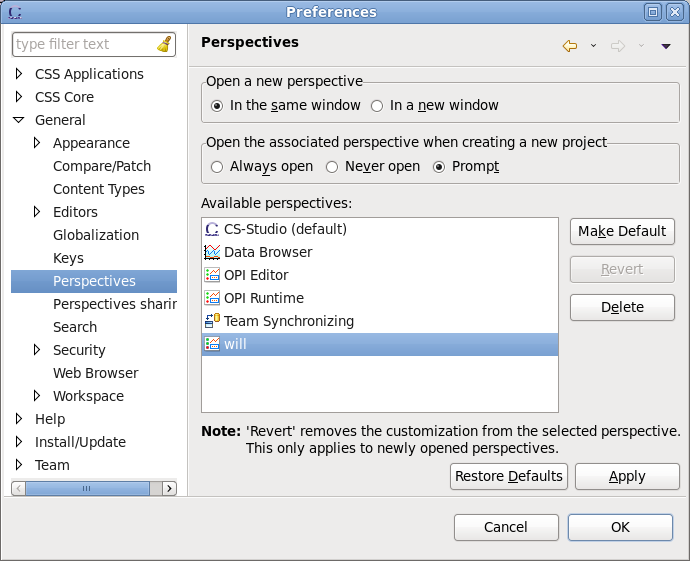 Preferences
type filter text
CSS Applications
CSS Core
General
Appearance
Compare/Patch
Content Types
Editors
Globalization
Keys
Perspectives
Perspectives sharin
Search
Security
Web Browser
Workspace
Help
Install/Update
Team
Perspectives
Open a new perspective
In the same window In a new window
Open the associated perspective when creating a new project
Always open Never open Prompt
Available perspectives:
CS-Studio (default)
Data Browser
OPI Editor
OPI Runtime
Team Synchronizing
will
Make Default
Revert
Delete
Note: 'Revert' removes the customization from the selected perspective.
This only applies to newly opened perspectives.
Restore Defaults Apply
Cancel OK